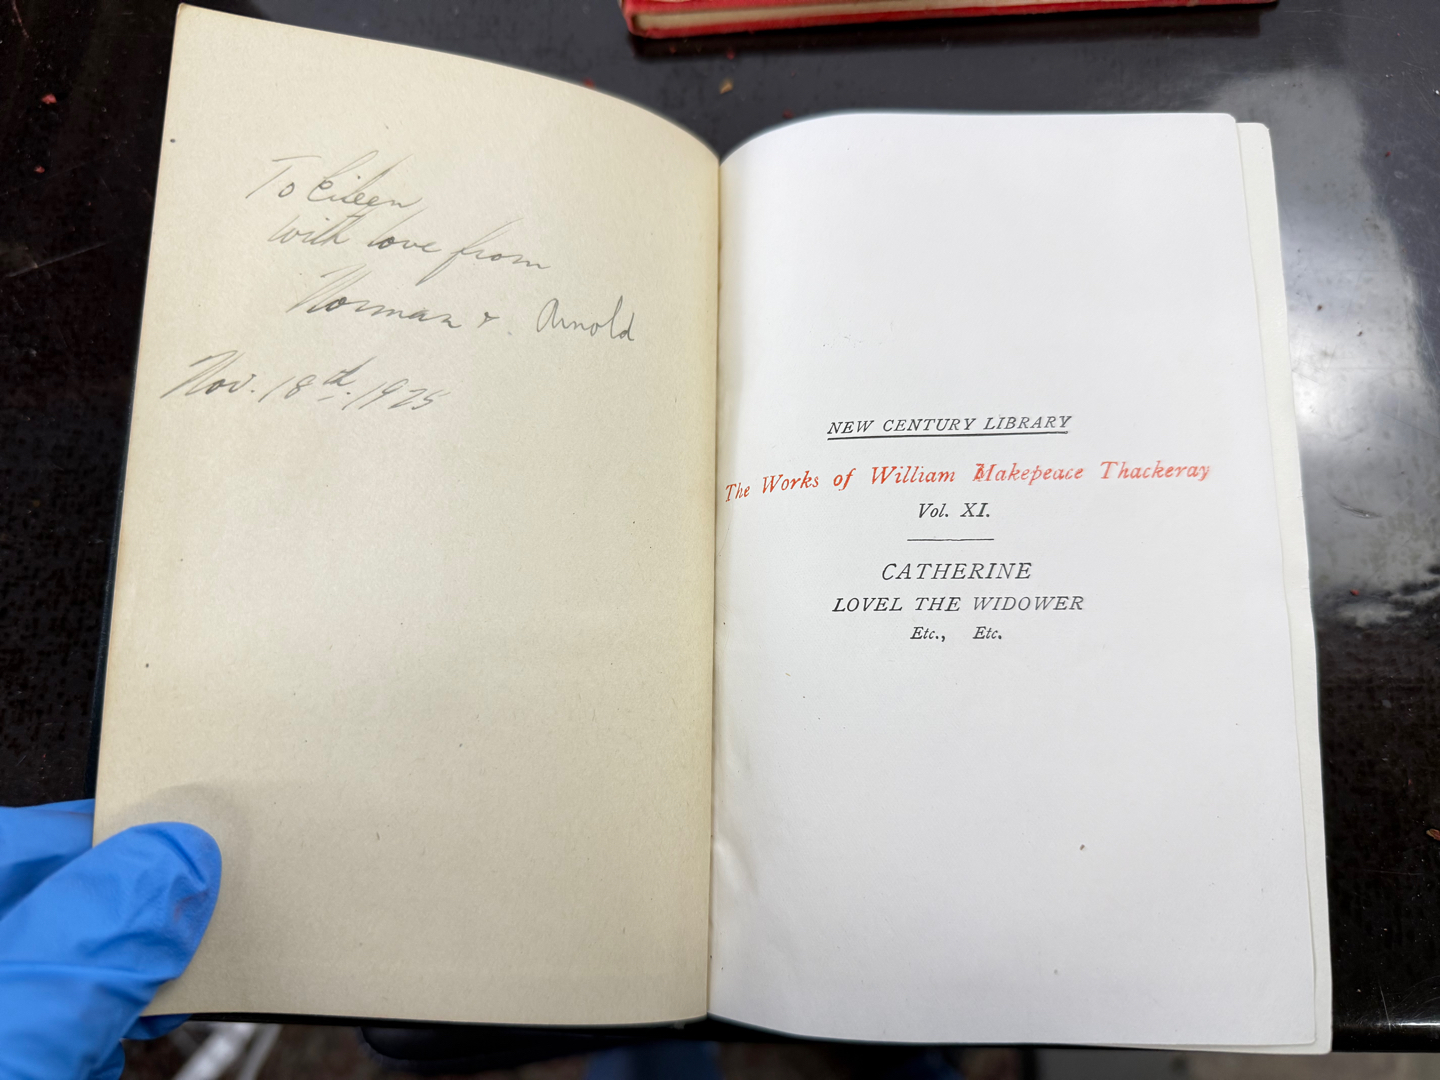 To Eileen
with love from
Norman & Arnold
Nov. 18th. 1925
NEW CENTURY LIBRARY
The Works of William Makepeace Thackeray
Vol. XI.
CATHERINE
LOVEL THE WIDOWER
Etc., Etc.